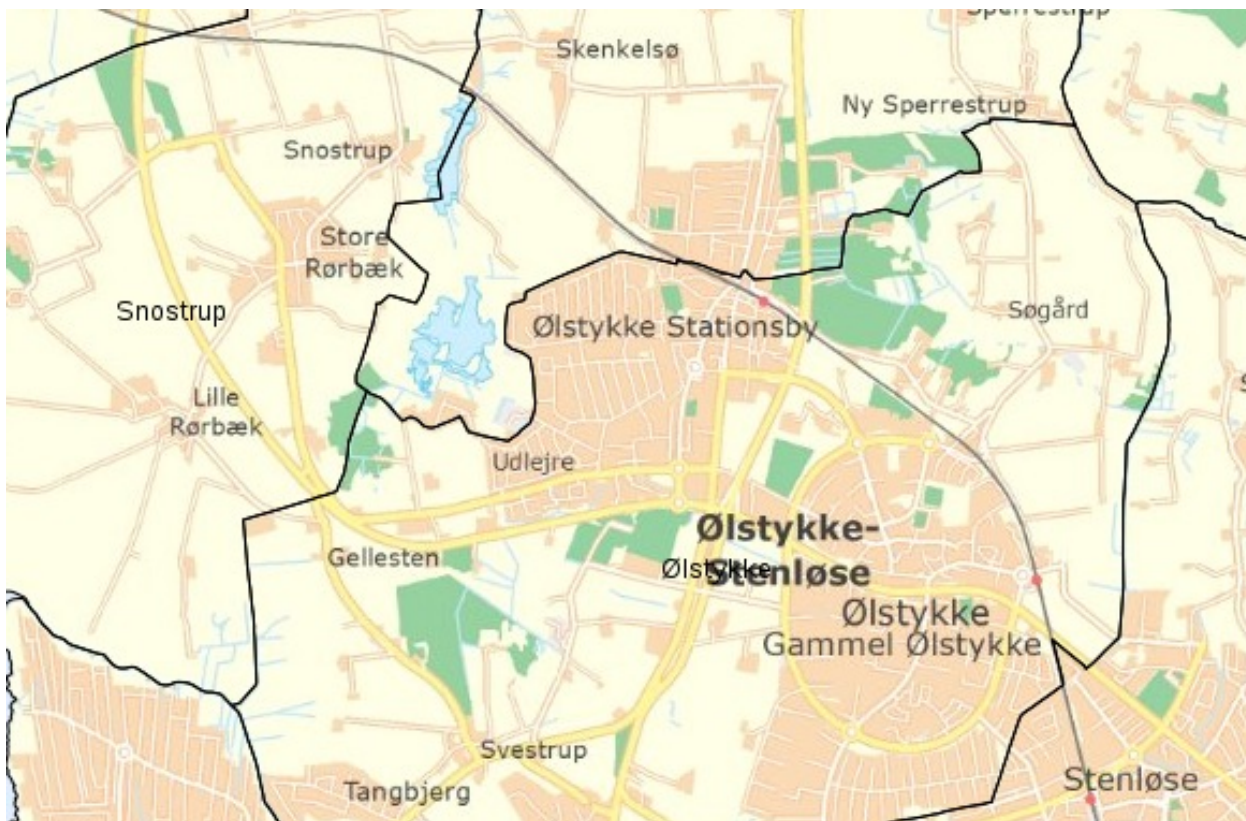 Sperrestrup
Skenkelsø
Ny Sperrestrup
Snostrup
Store
Rørbæk
Snostrup
Søgård
Ølstykke Stationsby
Lille
Rørbæk
Udlejre
Ølstykke-
Stenløse
Ølstykke
Gellesten
Ølstykke
Gammel Ølstykke
Svestrup
Stenløse
Tangbjerg